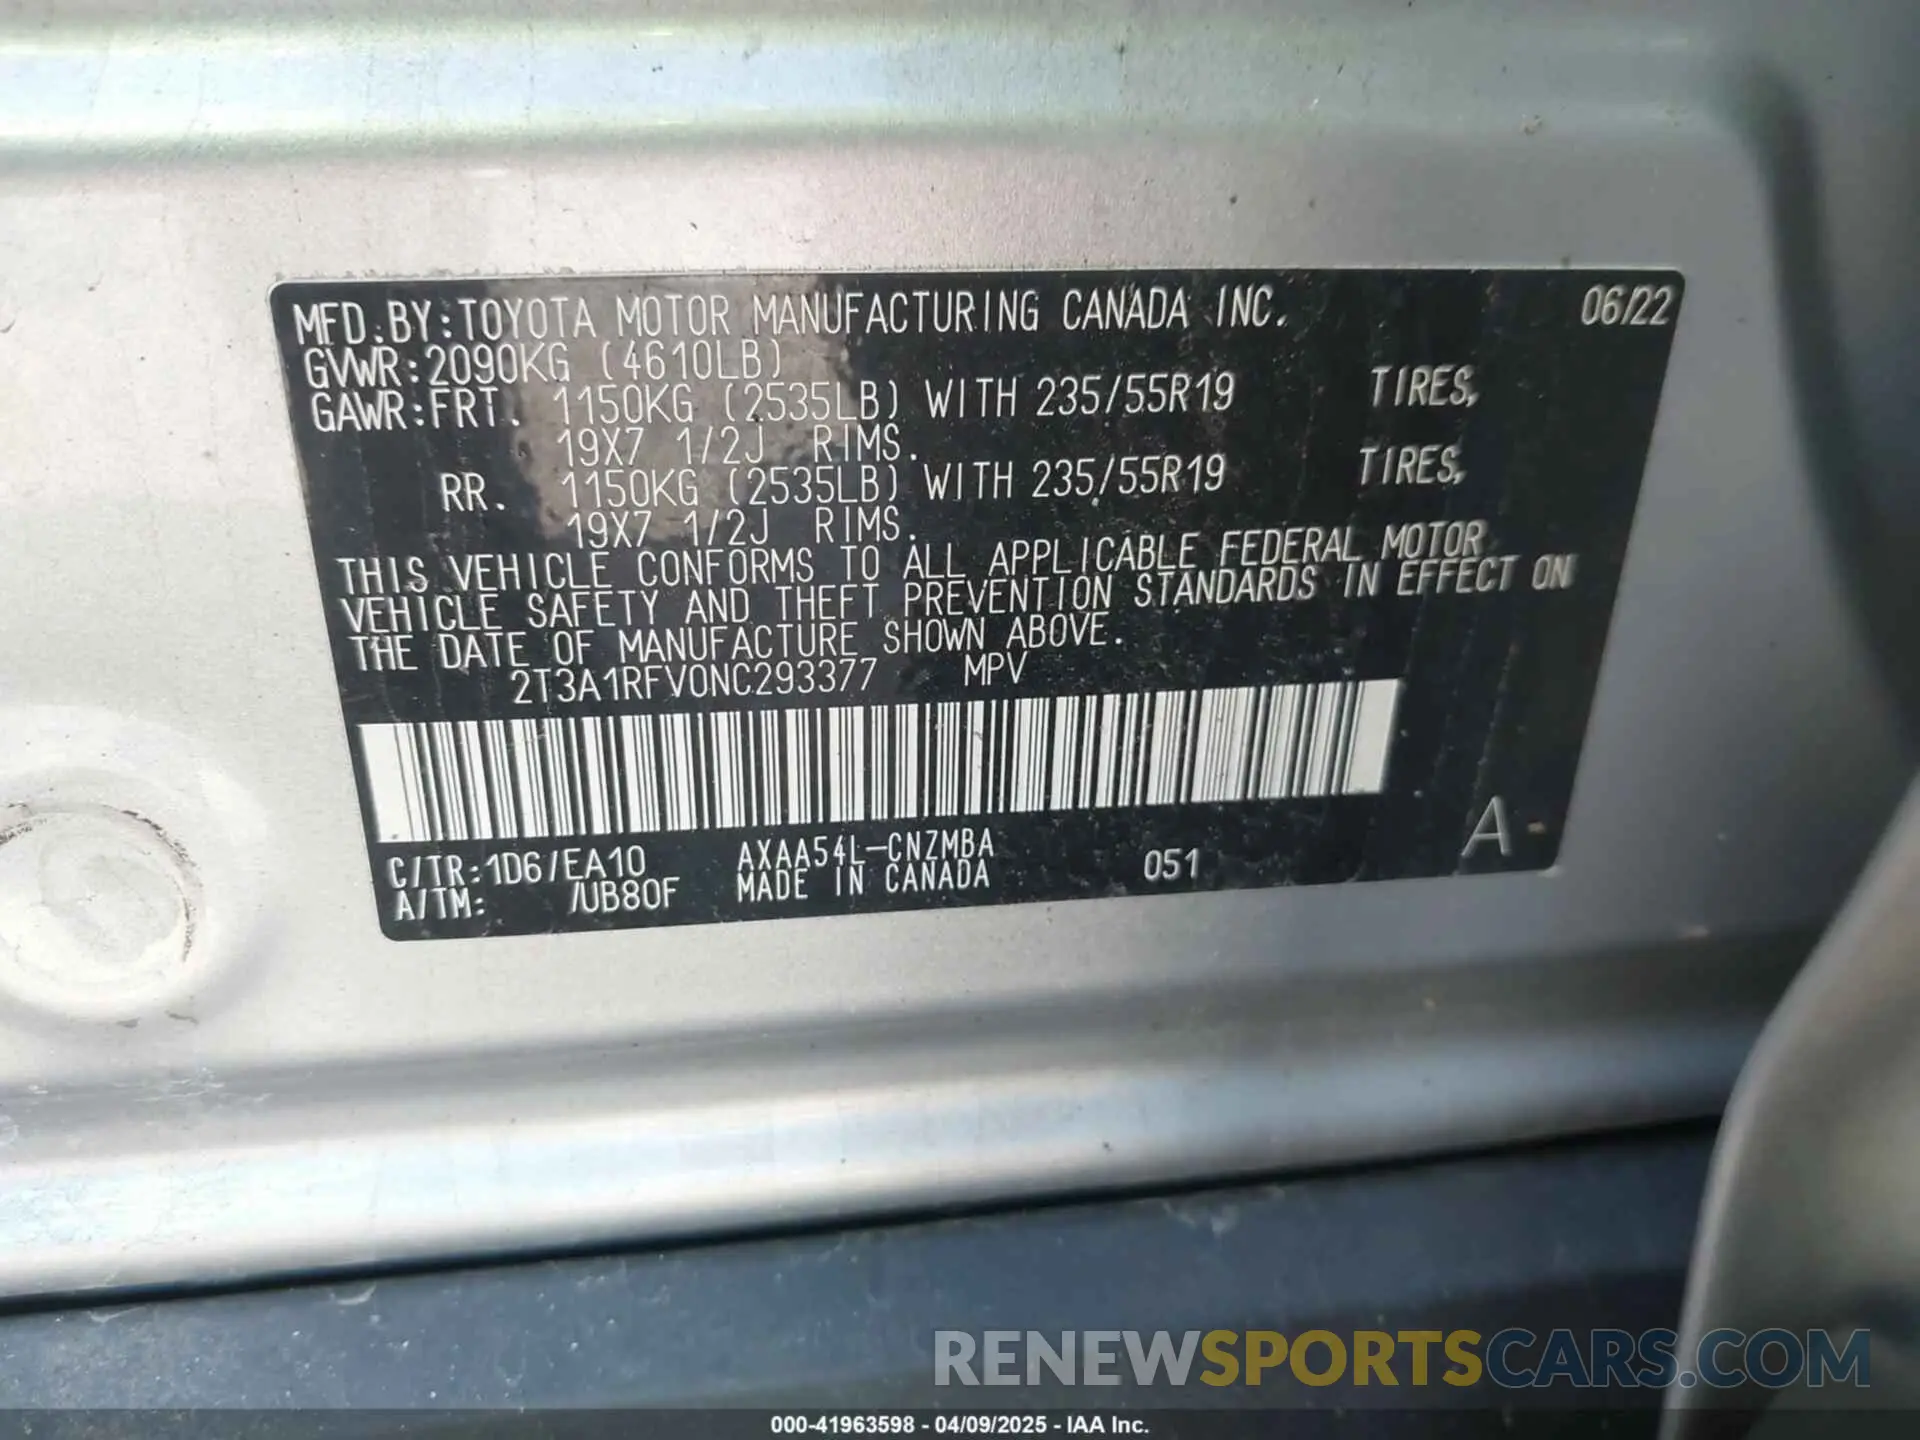 MFD.BY:TOYOTA MOTOR MANUFACTURING CANADA INC. 06/22
GVWR:2090KG (4610LB)
GAWR:FRT. 1150KG (2535LB) WITH 235/55R19 TIRES,
19X7 1/2J RIMS.
RR. 1150KG (2535LB) WITH 235/55R19 TIRES,
19X7 1/2J RIMS.
THIS VEHICLE CONFORMS TO ALL APPLICABLE FEDERAL MOTOR
VEHICLE SAFETY AND THEFT PREVENTION STANDARDS IN EFFECT ON
THE DATE OF MANUFACTURE SHOWN ABOVE.
2T3A1RFV0NC293377 MPV
C/TR:1D6/EA10 AXAA54L-CNZMBA 051 A
A/TM: /UB80F MADE IN CANADA
RENEWSPORTSCARS.COM
000-41963598 - 04/09/2025 - IAA Inc.